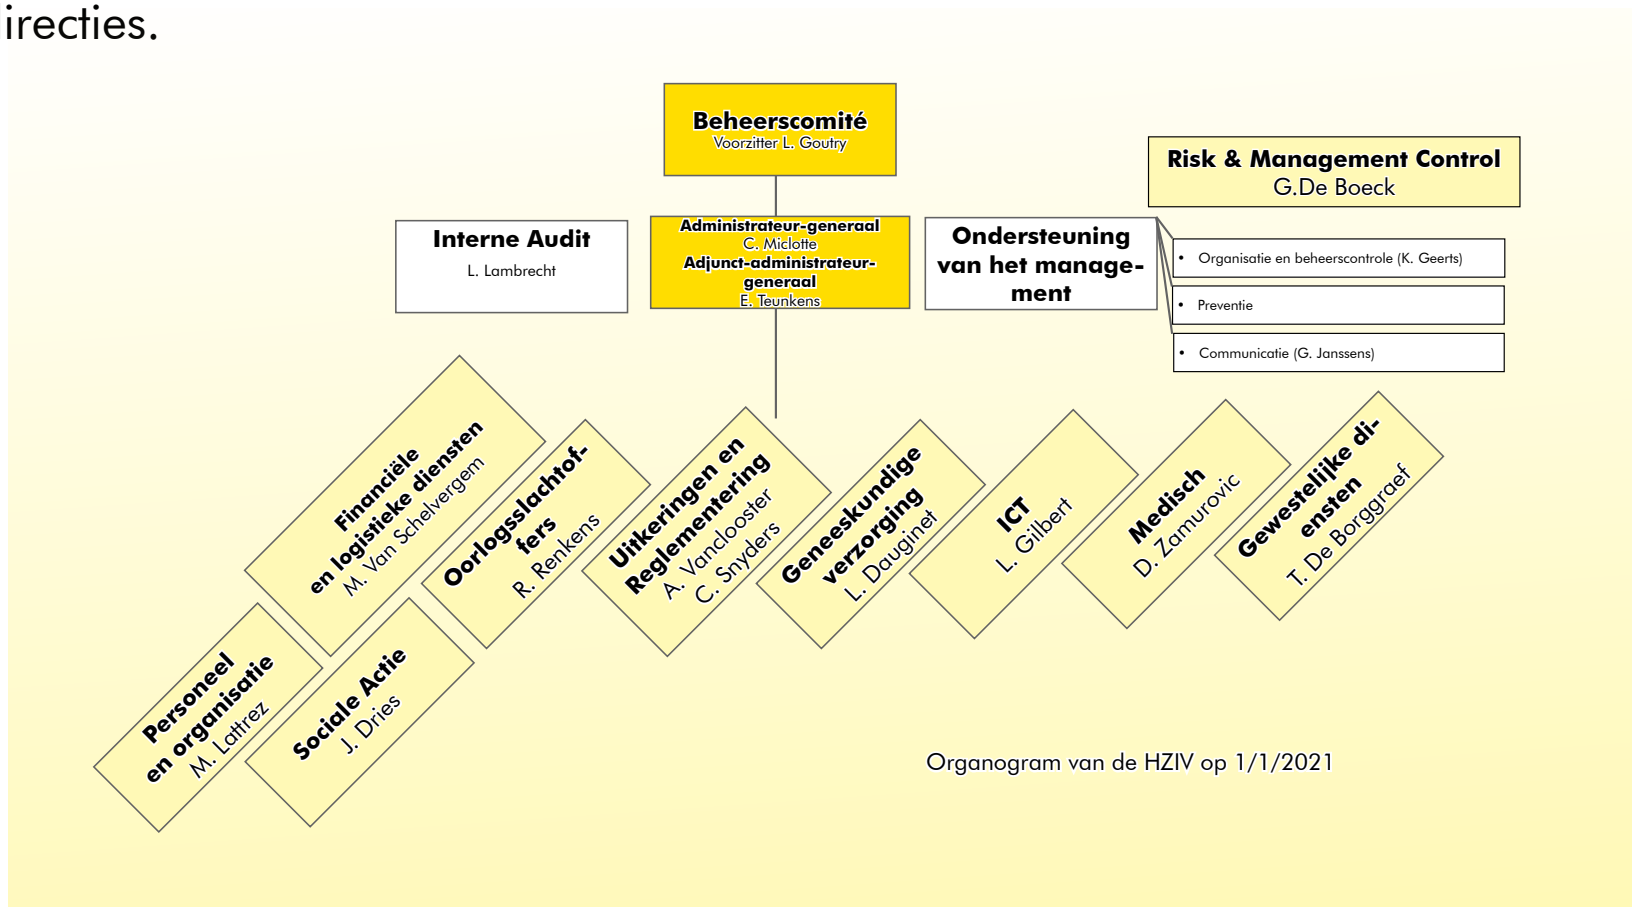 irecties.
Beheerscomité
Voorzitter L. Goutry
Risk & Management Control
G.De Boeck
Interne Audit
L. Lambrecht
Administrateur-generaal
C. Miclotte
Adjunct-administrateur-
generaal
E. Teunkens
Ondersteuning
van het manage-
ment
• Organisatie en beheerscontrole (K. Geerts)
• Preventie
• Communicatie (G. Janssens)
Personeel
en organisatie
M. Lattrez
Financiële
en logistieke diensten
M. Van Schelvergem
Sociale Actie
J. Dries
Oorlogsslachtof-
fers
R. Renkens
Uitkeringen en
Reglementering
A. Vanclooster
C. Snyders
Geneeskundige
verzorging
L. Dauginet
ICT
L. Gilbert
Medisch
D. Zamurovic
Gewestelijke di-
ensten
T. De Borggraef
Organogram van de HZIV op 1/1/2021